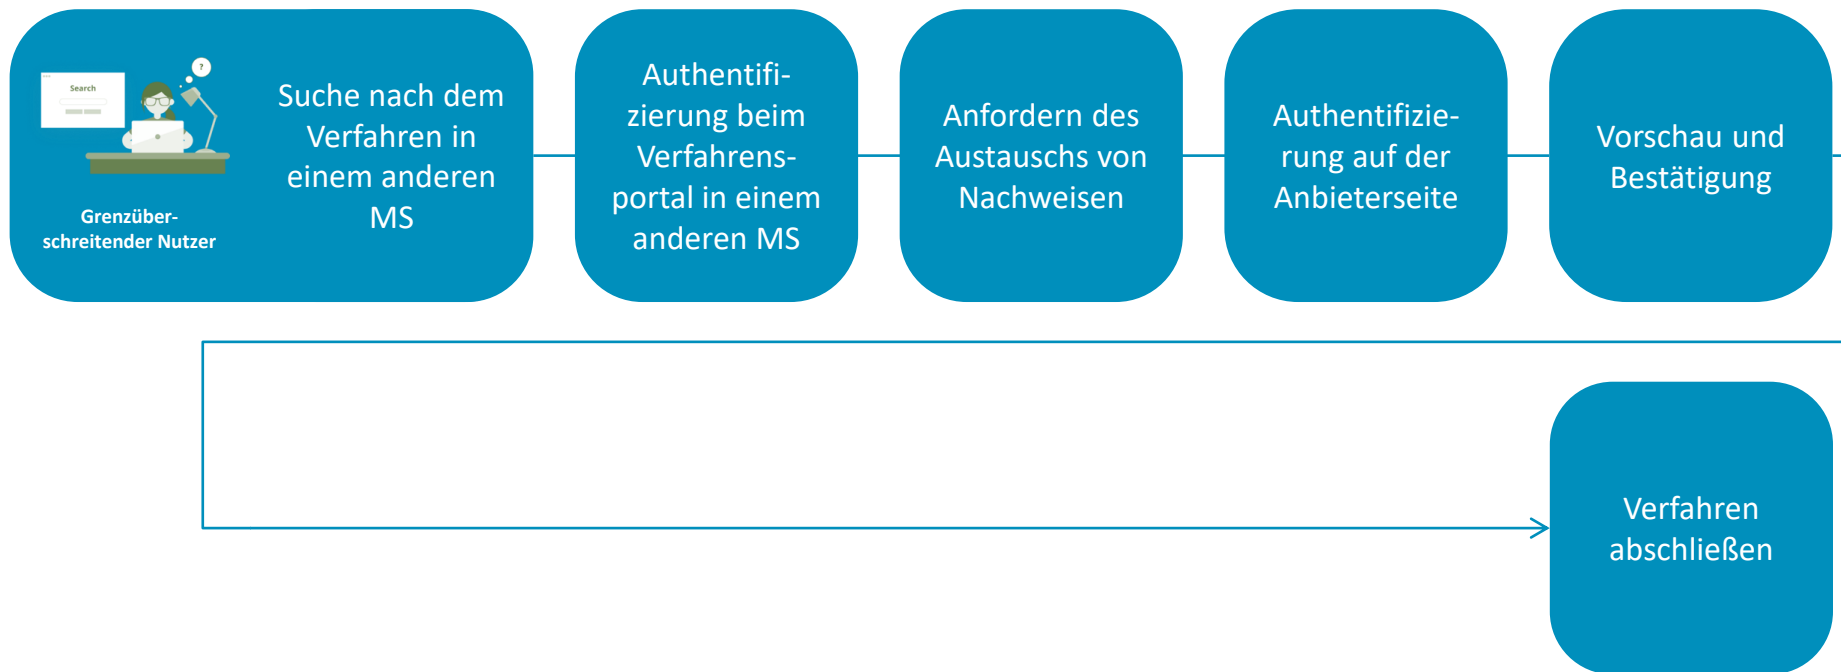 Search
?
Grenzüber-
schreitender Nutzer
Suche nach dem
Verfahren in
einem anderen
MS
Authentifi-
zierung beim
Verfahrens-
portal in einem
anderen MS
Anfordern des
Austauschs von
Nachweisen
Authentifizie-
rung auf der
Anbieterseite
Vorschau und
Bestätigung
Verfahren
abschließen